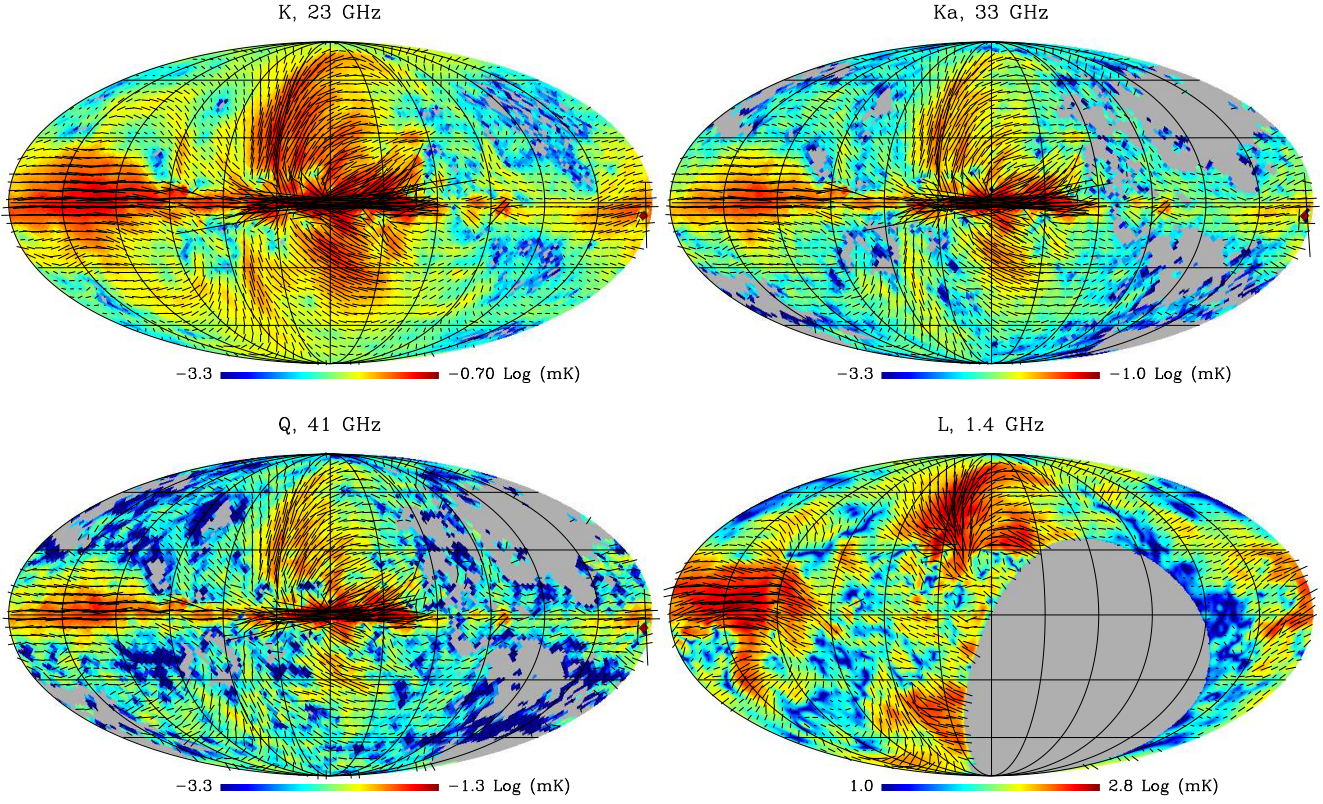 K, 23 GHz
Ka, 33 GHz
−3.3 −0.70 Log (mK)
−3.3 −1.0 Log (mK)
Q, 41 GHz
L, 1.4 GHz
−3.3 −1.3 Log (mK)
1.0 2.8 Log (mK)